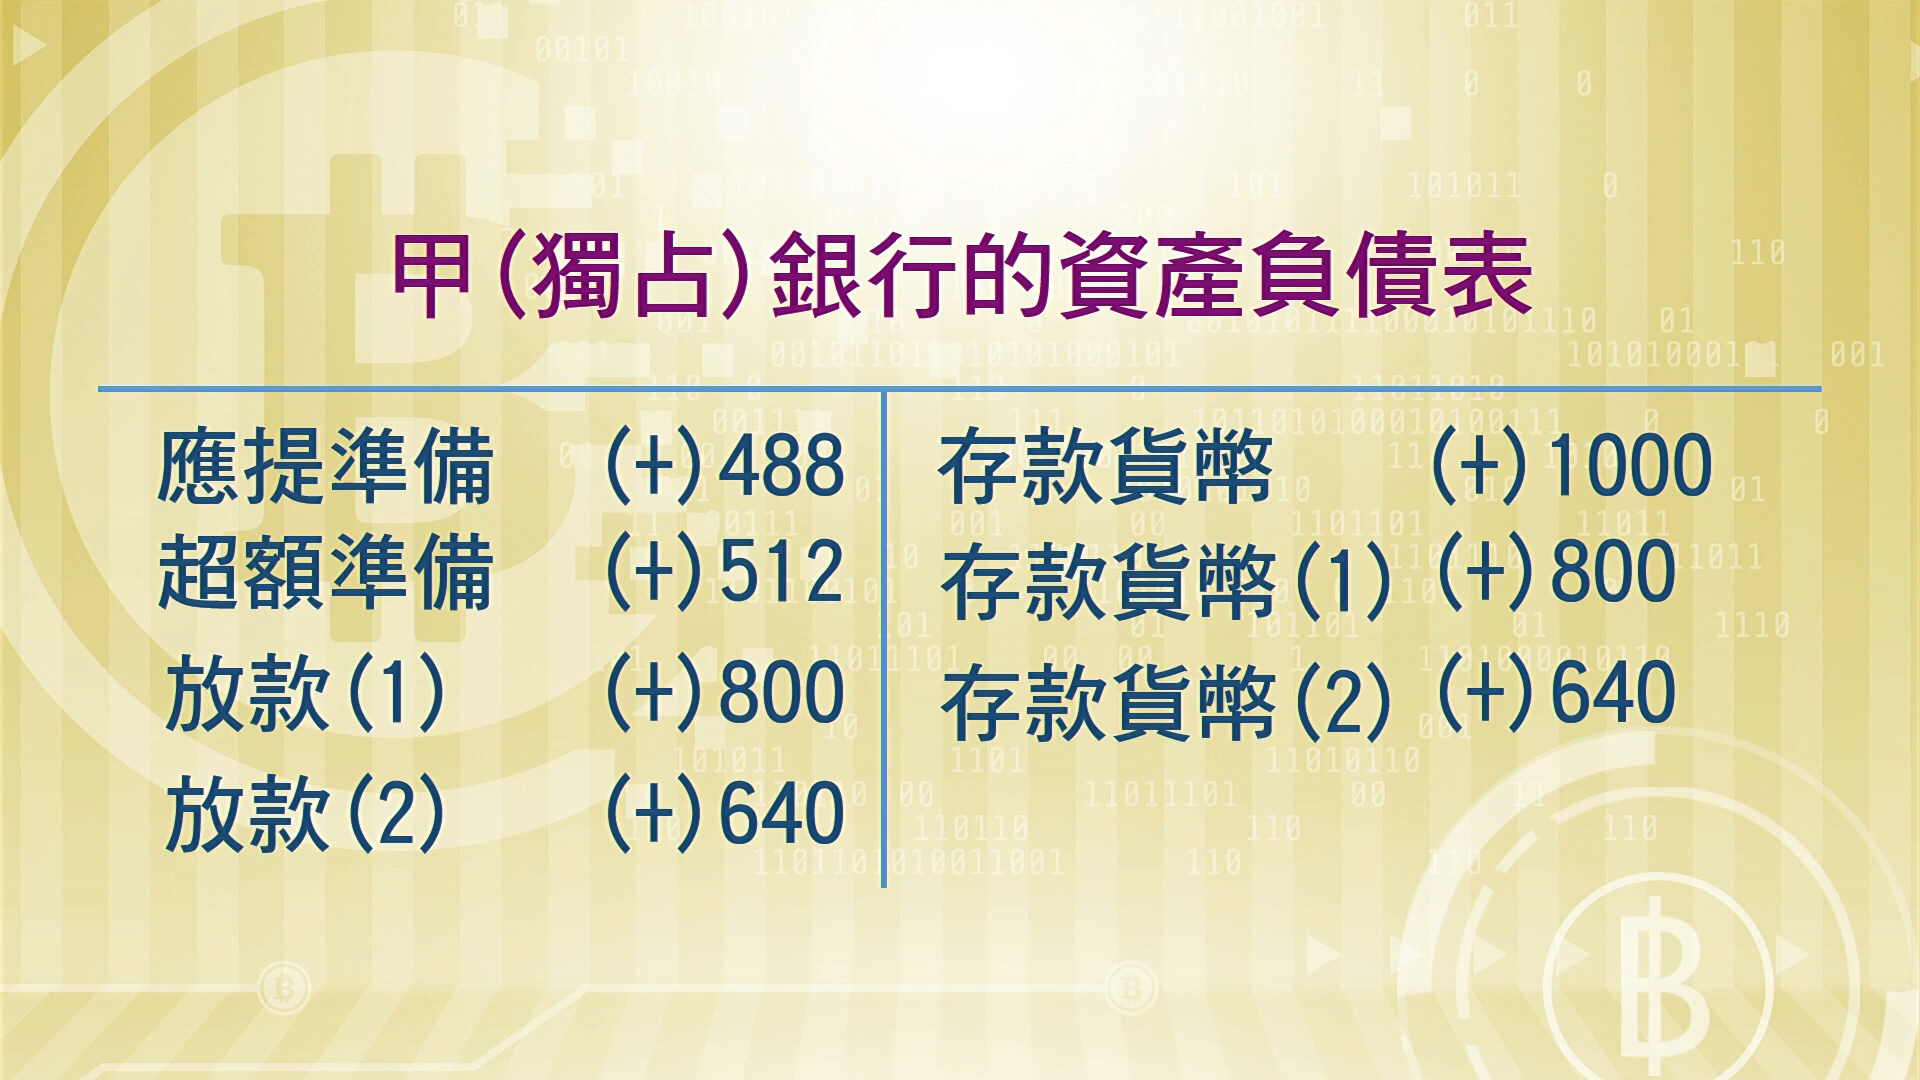 甲(獨占)銀行的資產負債表
應提準備 (+)488
超額準備 (+)512
放款(1) (+)800
放款(2) (+)640
存款貨幣 (+)1000
存款貨幣(1) (+)800
存款貨幣(2) (+)640